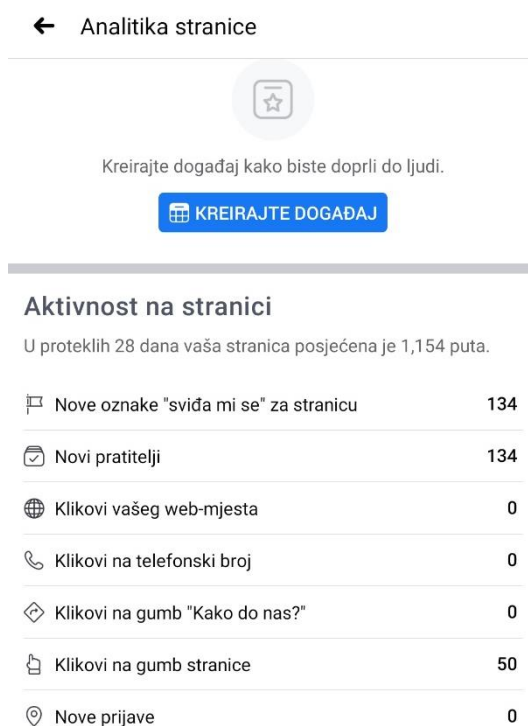 Analitika stranice
Kreirajte događaj kako biste doprli do ljudi.
KREIRAJTE DOGAĐAJ
Aktivnost na stranici
U proteklih 28 dana vaša stranica posjećena je 1,154 puta.
Nove oznake "sviđa mi se" za stranicu 134
Novi pratitelji 134
Klikovi vašeg web-mjesta 0
Klikovi na telefonski broj 0
Klikovi na gumb "Kako do nas?" 0
Klikovi na gumb stranice 50
Nove prijave 0